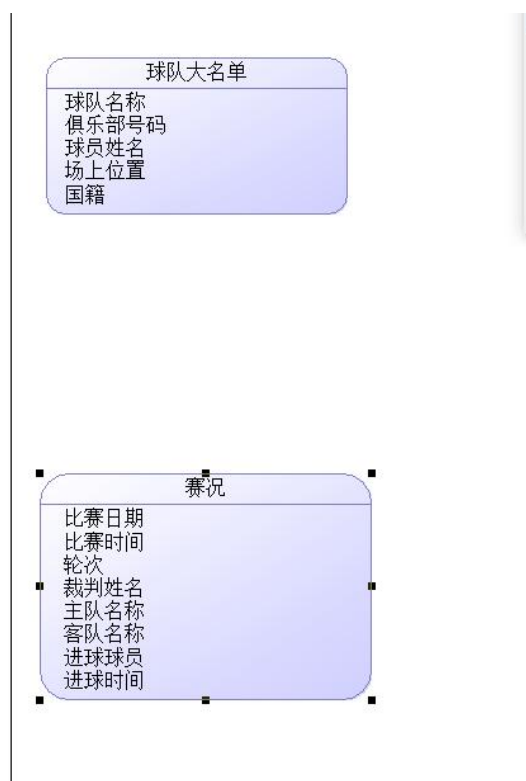 球队大名单
球队名称
俱乐部号码
球员姓名
场上位置
国籍
赛况
比赛日期
比赛时间
轮次
裁判姓名
主队名称
客队名称
进球球员
进球时间